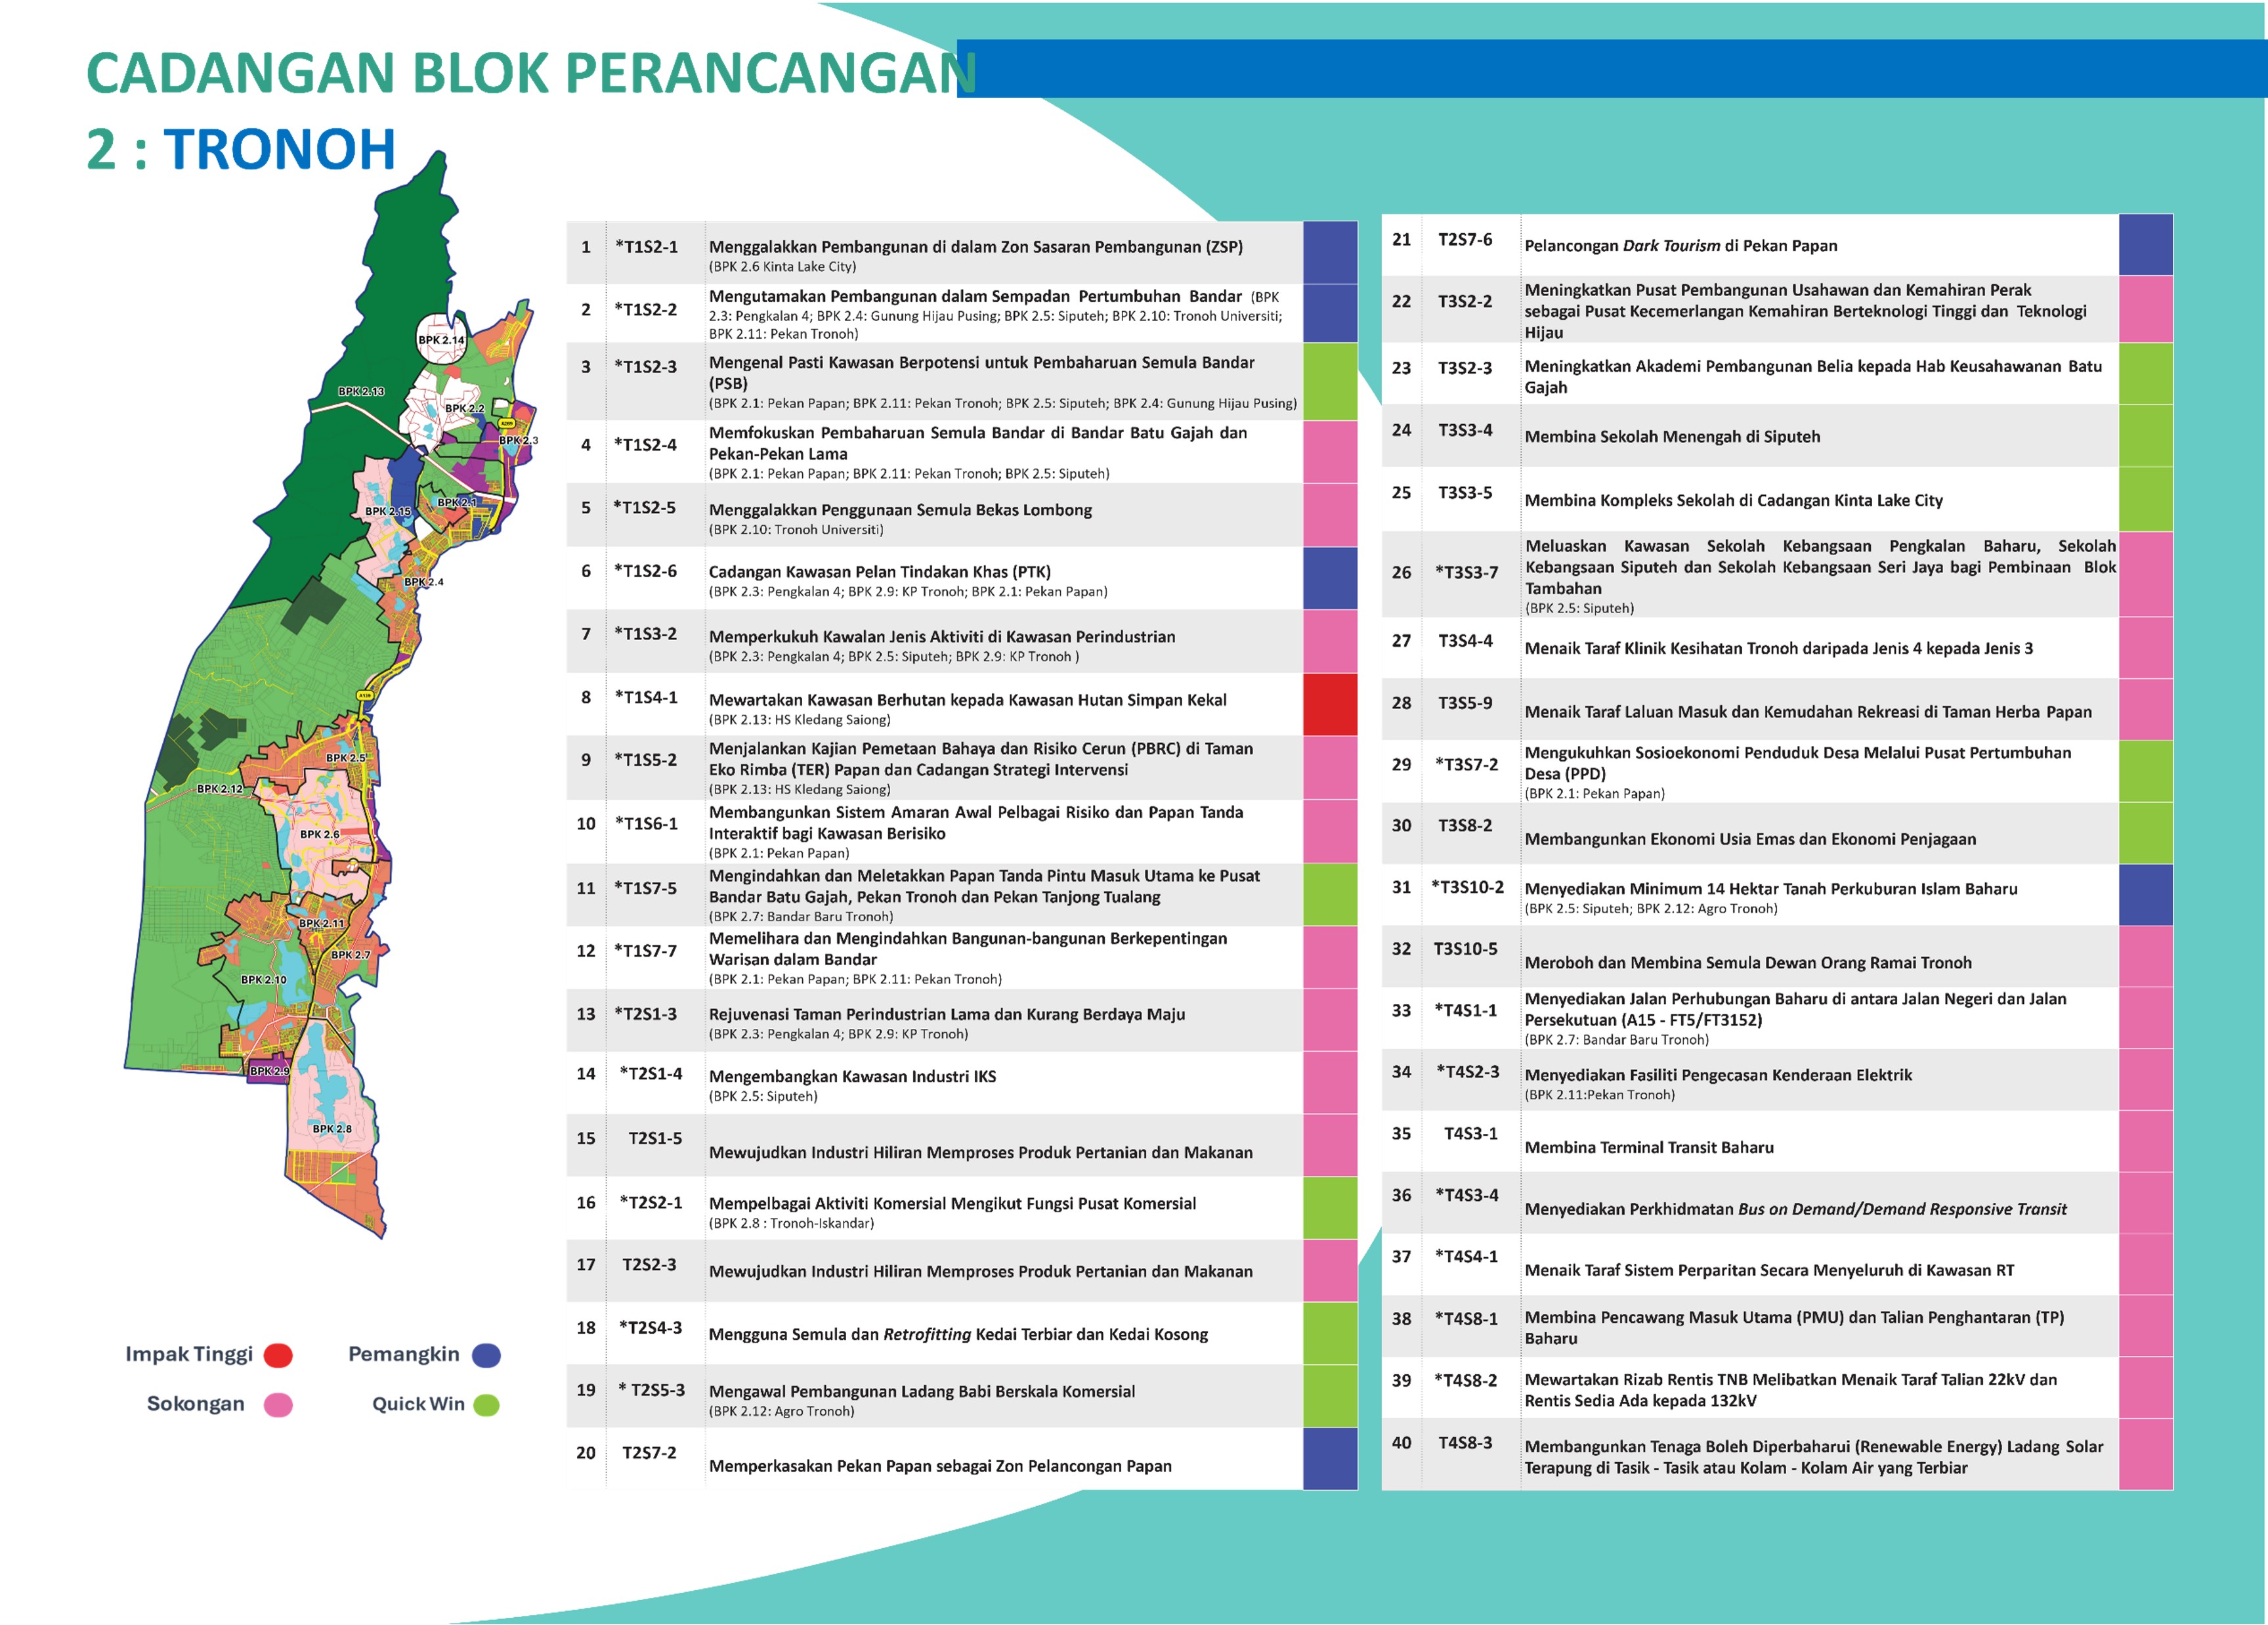 CADANGAN BLOK PERANCANGAN
2 : TRONOH
BPK 2.14
BPK 2.13
BPK 2.2
BPK 2.3
BPK 2.1
BPK 2.15
BPK 2.4
BPK 2.5
BPK 2.12
BPK 2.6
BPK 2.11
BPK 2.7
BPK 2.10
BPK 2.9
BPK 2.8
Impak Tinggi
Pemangkin
Sokongan
Quick Win
1 *T1S2-1 Menggalakkan Pembangunan di dalam Zon Sasaran Pembangunan (ZSP)
(BPK 2.6 Kinta Lake City)
2 *T1S2-2 Mengutamakan Pembangunan dalam Sempadan Pertumbuhan Bandar (BPK
2.3: Pengkalan 4; BPK 2.4: Gunung Hijau Pusing; BPK 2.5: Siputeh; BPK 2.10: Tronoh Universiti;
BPK 2.11: Pekan Tronoh)
3 *T1S2-3 Mengenal Pasti Kawasan Berpotensi untuk Pembaharuan Semula Bandar
(PSB)
(BPK 2.1: Pekan Papan; BPK 2.11: Pekan Tronoh; BPK 2.5: Siputeh; BPK 2.4: Gunung Hijau Pusing)
4 *T1S2-4 Memfokuskan Pembaharuan Semula Bandar di Bandar Batu Gajah dan
Pekan-Pekan Lama
(BPK 2.1: Pekan Papan; BPK 2.11: Pekan Tronoh; BPK 2.5: Siputeh)
5 *T1S2-5 Menggalakkan Penggunaan Semula Bekas Lombong
(BPK 2.10: Tronoh Universiti)
6 *T1S2-6 Cadangan Kawasan Pelan Tindakan Khas (PTK)
(BPK 2.3: Pengkalan 4; BPK 2.9: KP Tronoh; BPK 2.1: Pekan Papan)
7 *T1S3-2 Memperkukuh Kawalan Jenis Aktiviti di Kawasan Perindustrian
(BPK 2.3: Pengkalan 4; BPK 2.5: Siputeh; BPK 2.9: KP Tronoh )
8 *T1S4-1 Mewartakan Kawasan Berhutan kepada Kawasan Hutan Simpan Kekal
(BPK 2.13: HS Kledang Saiong)
9 *T1S5-2 Menjalankan Kajian Pemetaan Bahaya dan Risiko Cerun (PBRC) di Taman
Eko Rimba (TER) Papan dan Cadangan Strategi Intervensi
(BPK 2.13: HS Kledang Saiong)
10 *T1S6-1 Membangunkan Sistem Amaran Awal Pelbagai Risiko dan Papan Tanda
Interaktif bagi Kawasan Berisiko
(BPK 2.1: Pekan Papan)
11 *T1S7-5 Mengindahkan dan Meletakkan Papan Tanda Pintu Masuk Utama ke Pusat
Bandar Batu Gajah, Pekan Tronoh dan Pekan Tanjong Tualang
(BPK 2.7: Bandar Baru Tronoh)
12 *T1S7-7 Memelihara dan Mengindahkan Bangunan-bangunan Berkepentingan
Warisan dalam Bandar
(BPK 2.1: Pekan Papan; BPK 2.11: Pekan Tronoh)
13 *T2S1-3 Rejuvenasi Taman Perindustrian Lama dan Kurang Berdaya Maju
(BPK 2.3: Pengkalan 4; BPK 2.9: KP Tronoh)
14 *T2S1-4 Mengembangkan Kawasan Industri IKS
(BPK 2.5: Siputeh)
15 T2S1-5 Mewujudkan Industri Hiliran Memproses Produk Pertanian dan Makanan
16 *T2S2-1 Mempelbagai Aktiviti Komersial Mengikut Fungsi Pusat Komersial
(BPK 2.8 : Tronoh-Iskandar)
17 T2S2-3 Mewujudkan Industri Hiliran Memproses Produk Pertanian dan Makanan
18 *T2S4-3 Mengguna Semula dan Retrofitting Kedai Terbiar dan Kedai Kosong
19 * T2S5-3 Mengawal Pembangunan Ladang Babi Berskala Komersial
(BPK 2.12: Agro Tronoh)
20 T2S7-2 Memperkasakan Pekan Papan sebagai Zon Pelancongan Papan
21 T2S7-6 Pelancongan Dark Tourism di Pekan Papan
22 T3S2-2 Meningkatkan Pusat Pembangunan Usahawan dan Kemahiran Perak
sebagai Pusat Kecemerlangan Kemahiran Berteknologi Tinggi dan Teknologi
Hijau
23 T3S2-3 Meningkatkan Akademi Pembangunan Belia kepada Hab Keusahawanan Batu
Gajah
24 T3S3-4 Membina Sekolah Menengah di Siputeh
25 T3S3-5 Membina Kompleks Sekolah di Cadangan Kinta Lake City
26 *T3S3-7 Meluaskan Kawasan Sekolah Kebangsaan Pengkalan Baharu, Sekolah
Kebangsaan Siputeh dan Sekolah Kebangsaan Seri Jaya bagi Pembinaan Blok
Tambahan
(BPK 2.5: Siputeh)
27 T3S4-4 Menaik Taraf Klinik Kesihatan Tronoh daripada Jenis 4 kepada Jenis 3
28 T3S5-9 Menaik Taraf Laluan Masuk dan Kemudahan Rekreasi di Taman Herba Papan
29 *T3S7-2 Mengukuhkan Sosioekonomi Penduduk Desa Melalui Pusat Pertumbuhan
Desa (PPD)
(BPK 2.1: Pekan Papan)
30 T3S8-2 Membangunkan Ekonomi Usia Emas dan Ekonomi Penjagaan
31 *T3S10-2 Menyediakan Minimum 14 Hektar Tanah Perkuburan Islam Baharu
(BPK 2.5: Siputeh; BPK 2.12: Agro Tronoh)
32 T3S10-5 Meroboh dan Membina Semula Dewan Orang Ramai Tronoh
33 *T4S1-1 Menyediakan Jalan Perhubungan Baharu di antara Jalan Negeri dan Jalan
Persekutuan (A15 - FT5/FT3152)
(BPK 2.7: Bandar Baru Tronoh)
34 *T4S2-3 Menyediakan Fasiliti Pengecasan Kenderaan Elektrik
(BPK 2.11:Pekan Tronoh)
35 T4S3-1 Membina Terminal Transit Baharu
36 *T4S3-4 Menyediakan Perkhidmatan Bus on Demand/Demand Responsive Transit
37 *T4S4-1 Menaik Taraf Sistem Perparitan Secara Menyeluruh di Kawasan RT
38 *T4S8-1 Membina Pencawang Masuk Utama (PMU) dan Talian Penghantaran (TP)
Baharu
39 *T4S8-2 Mewartakan Rizab Rentis TNB Melibatkan Menaik Taraf Talian 22kV dan
Rentis Sedia Ada kepada 132kV
40 T4S8-3 Membangunkan Tenaga Boleh Diperbaharui (Renewable Energy) Ladang Solar
Terapung di Tasik - Tasik atau Kolam - Kolam Air yang Terbiar